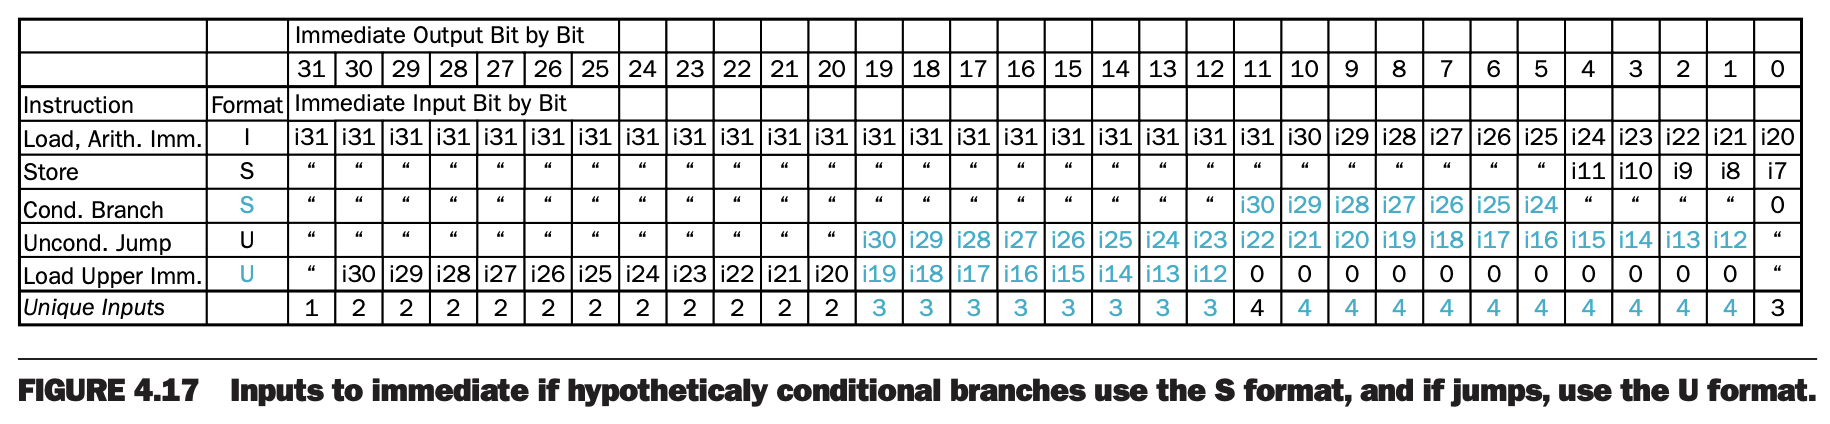 Immediate Output Bit by Bit
31 30 29 28 27 26 25 24 23 22 21 20 19 18 17 16 15 14 13 12 11 10 9 8 7 6 5 4 3 2 1 0
Instruction Format Immediate Input Bit by Bit
Load, Arith. Imm. I i31 i31 i31 i31 i31 i31 i31 i31 i31 i31 i31 i31 i31 i31 i31 i31 i31 i31 i31 i31 i31 i30 i29 i28 i27 i26 i25 i24 i23 i22 i21 i20
Store S “ “ “ “ “ “ “ “ “ “ “ “ “ “ “ “ “ “ “ “ “ “ “ “ “ “ “ i11 i10 i9 i8 i7
Cond. Branch S “ “ “ “ “ “ “ “ “ “ “ “ “ “ “ “ “ “ “ “ i30 i29 i28 i27 i26 i25 i24 “ “ “ “ 0
Uncond. Jump U “ “ “ “ “ “ “ “ “ “ “ “ i30 i29 i28 i27 i26 i25 i24 i23 i22 i21 i20 i19 i18 i17 i16 i15 i14 i13 i12 “
Load Upper Imm. U “ i30 i29 i28 i27 i26 i25 i24 i23 i22 i21 i20 i19 i18 i17 i16 i15 i14 i13 i12 0 0 0 0 0 0 0 0 0 0 0 “
Unique Inputs 1 2 2 2 2 2 2 2 2 2 2 2 3 3 3 3 3 3 3 3 4 4 4 4 4 4 4 4 4 4 4 3
FIGURE 4.17 Inputs to immediate if hypotheticaly conditional branches use the S format, and if jumps, use the U format.